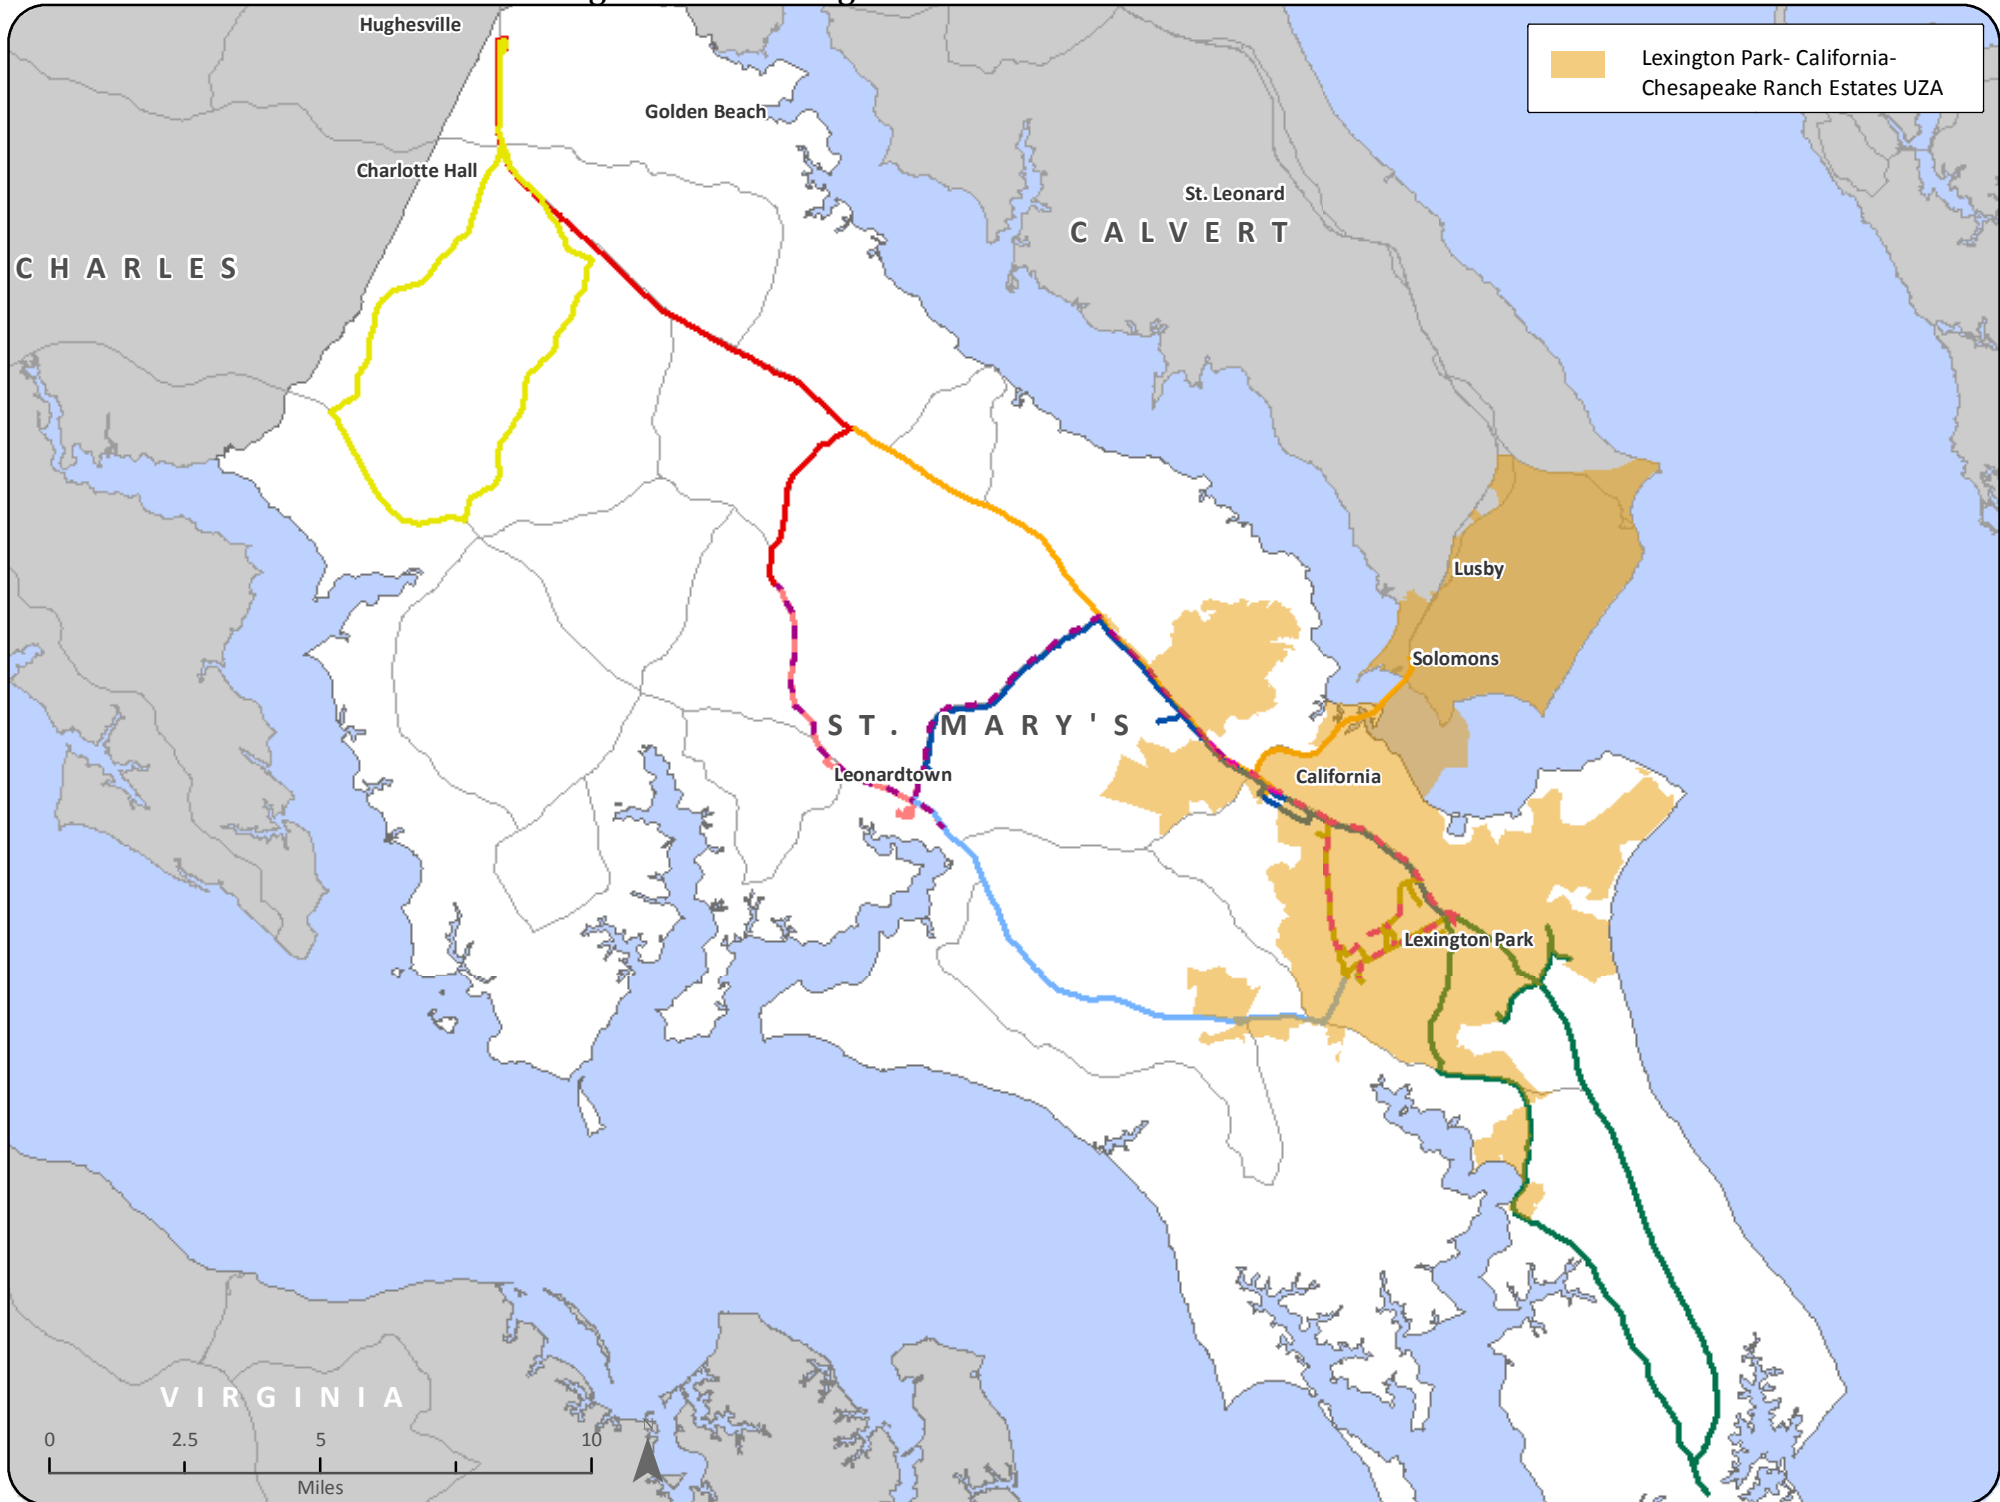 Hughesville
Lexington Park- California-
Chesapeake Ranch Estates UZA
Golden Beach
Charlotte Hall
St. Leonard
CALVERT
CHARLES
Lusby
Solomons
ST. MARY'S
Leonardtown
California
Lexington Park
VIRGINIA
0 2.5 5 10
Miles
N